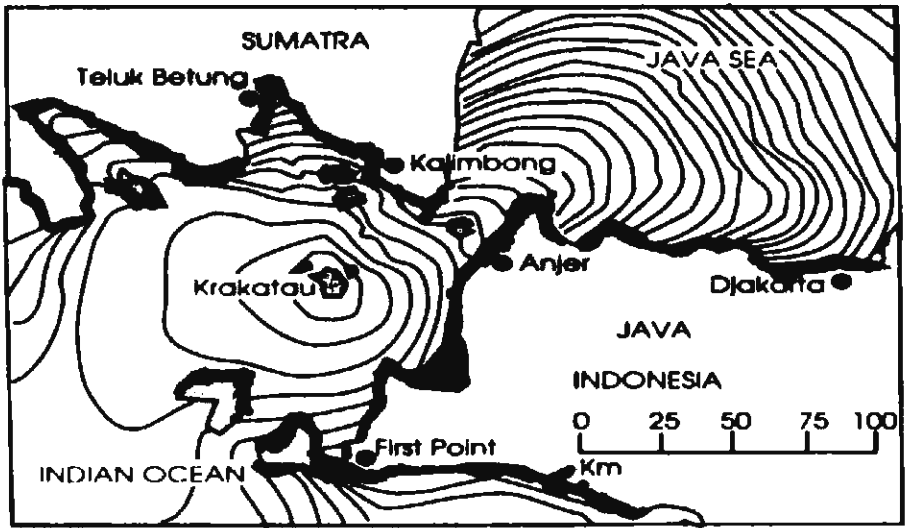 SUMATRA
JAVA SEA
Teluk Betung
Kalimbang
Anjer
Krakatau
Djakarta
JAVA
INDONESIA
0 25 50 75 100
First Point
Km
INDIAN OCEAN